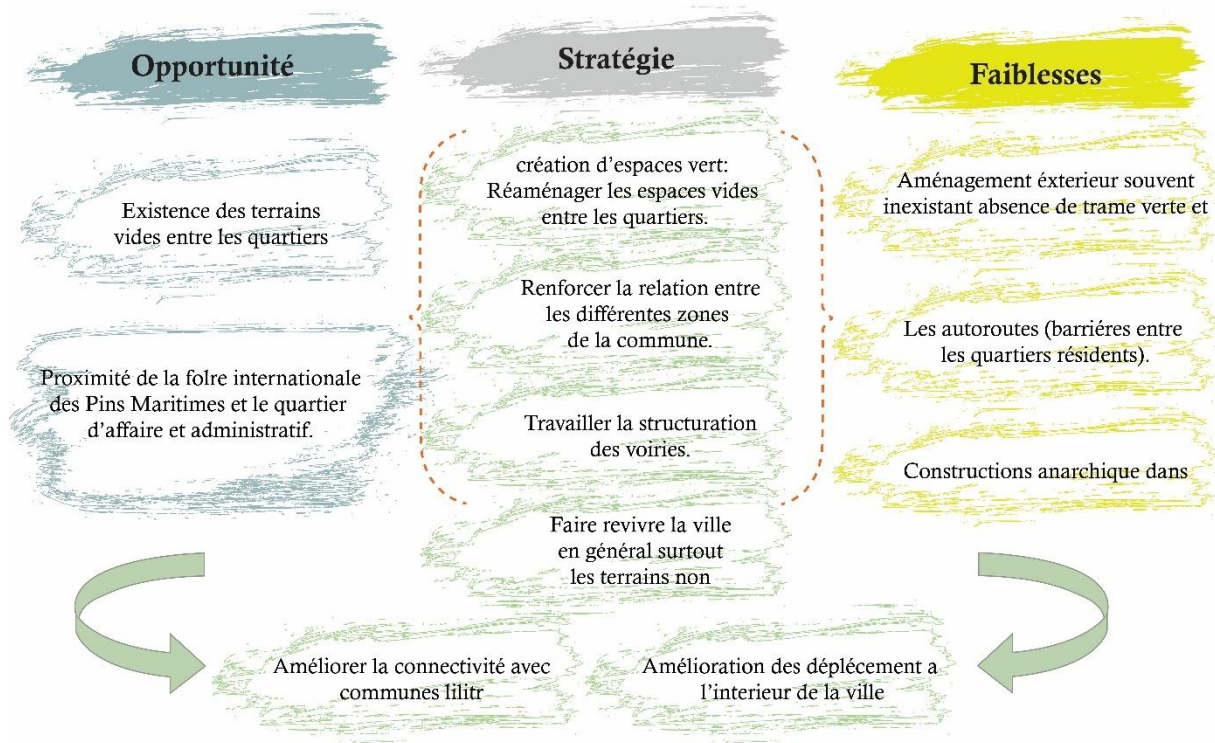 Opportunité
Existence des terrains
vides entre les quartiers
Proximité de la folre internationale
des Pins Maritimes et le quartier
d'affaire et administratif.
Stratégie
création d'espaces vert:
Réaménager les espaces vides
entre les quartiers.
Renforcer la relation entre
les différentes zones
de la commune.
Travailler la structuration
des voiries.
Faire revivre la ville
en général surtout
les terrains non
Faiblesses
Aménagement éxterieur souvent
inexistant absence de trame verte et
Les autoroutes (barriéres entre
les quartiers résidents).
Constructions anarchique dans
Améliorer la connectivité avec
communes lilitr
Amélioration des déplécement a
l'interieur de la ville